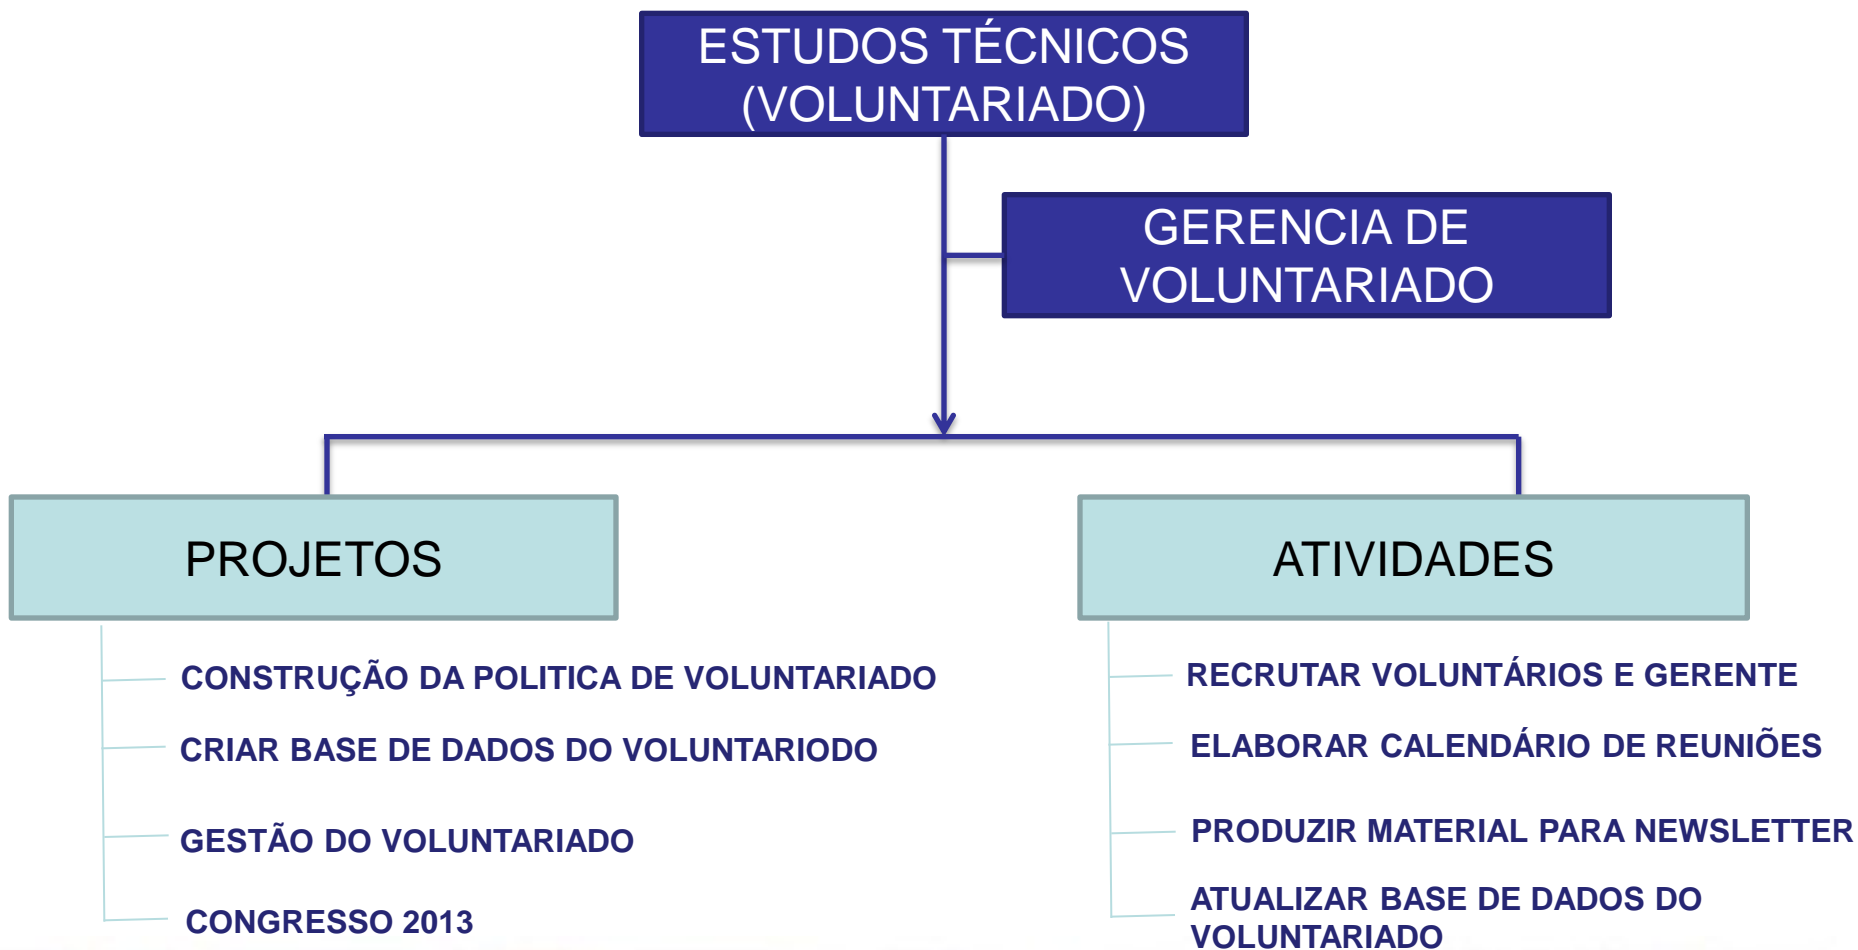 ESTUDOS TÉCNICOS
(VOLUNTARIADO)
GERENCIA DE
VOLUNTARIADO
PROJETOS
CONSTRUÇÃO DA POLITICA DE VOLUNTARIADO
CRIAR BASE DE DADOS DO VOLUNTARIODO
GESTÃO DO VOLUNTARIADO
CONGRESSO 2013
ATIVIDADES
RECRUTAR VOLUNTÁRIOS E GERENTE
ELABORAR CALENDÁRIO DE REUNIÕES
PRODUZIR MATERIAL PARA NEWSLETTER
ATUALIZAR BASE DE DADOS DO
VOLUNTARIADO